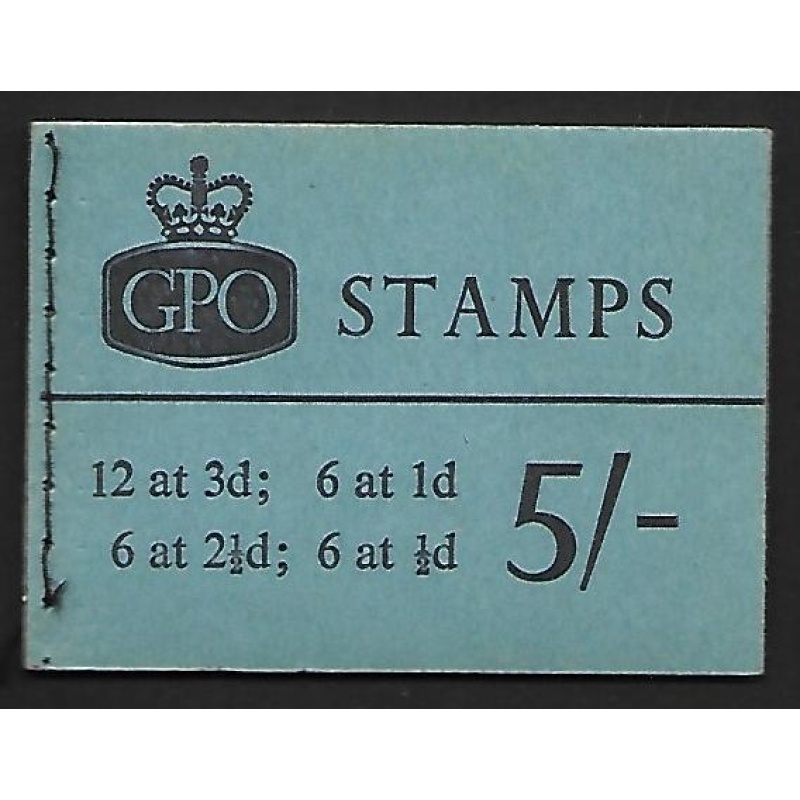 GPO STAMPS
12 at 3d; 6 at 1d
6 at 2½d; 6 at ½d
5/-